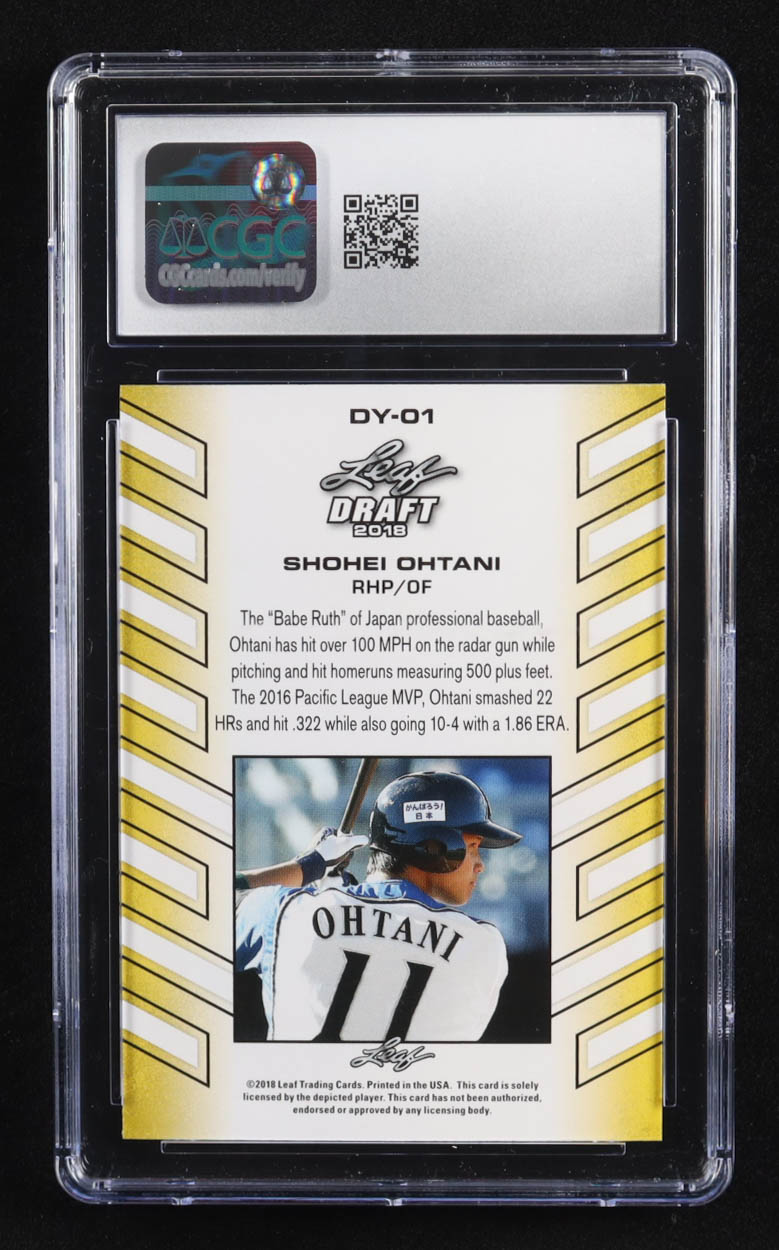 CGC
CGCcards.com/verify
DY-01
Leaf
DRAFT
2018
SHOHEI OHTANI
RHP/OF
The “Babe Ruth” of Japan professional baseball,
Ohtani has hit over 100 MPH on the radar gun while
pitching and hit homeruns measuring 500 plus feet.
The 2016 Pacific League MVP, Ohtani smashed 22
HRs and hit .322 while also going 10-4 with a 1.86 ERA.
がんばろう!
日本
OHTANI
11
Leaf
©2018 Leaf Trading Cards. Printed in the USA. This card is solely
licensed by the depicted player. This card has not been authorized,
endorsed or approved by any licensing body.